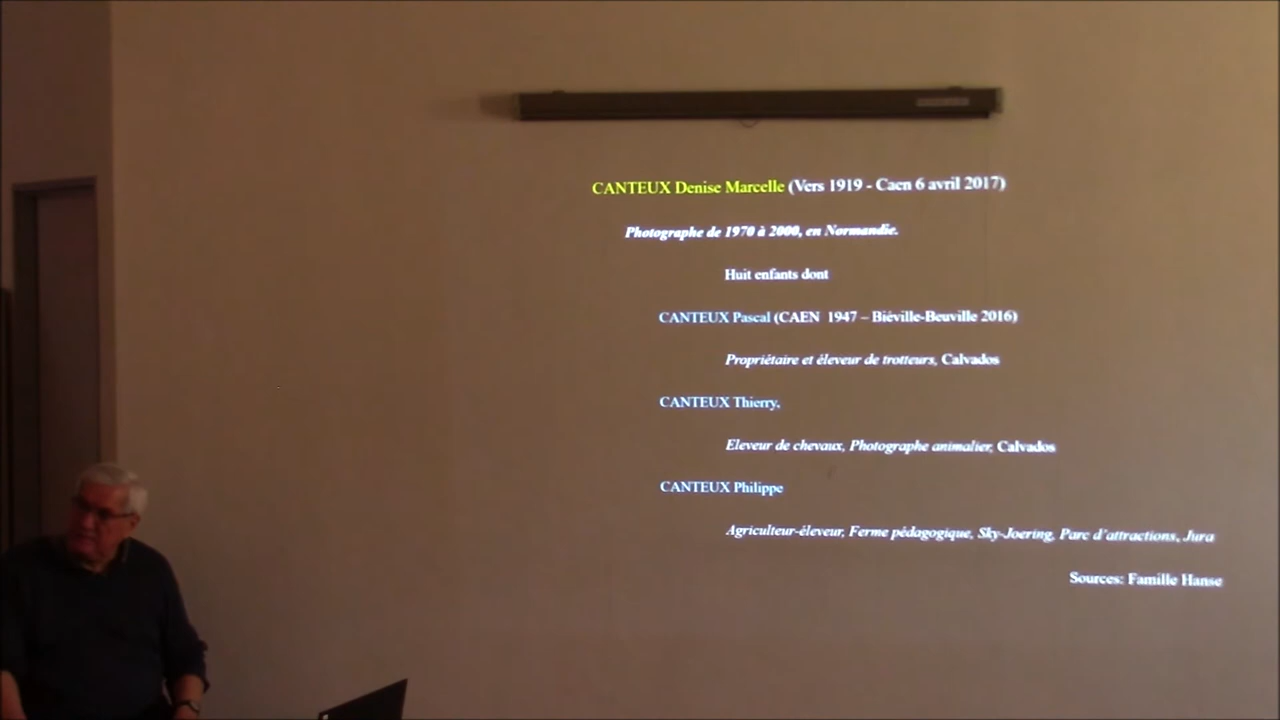 CANTEUX Denise Marcelle (Vers 1919 - Caen 6 avril 2017)
Photographe de 1970 à 2000, en Normandie.
Huit enfants dont
CANTEUX Pascal (CAEN 1947 – Biéville-Beuville 2016)
Propriétaire et éleveur de trotteurs, Calvados
CANTEUX Thierry,
Eleveur de chevaux, Photographe animalier, Calvados
CANTEUX Philippe
Agriculteur-éleveur, Ferme pédagogique, Sky-Joering, Parc d'attractions, Jura
Sources: Famille Hanse